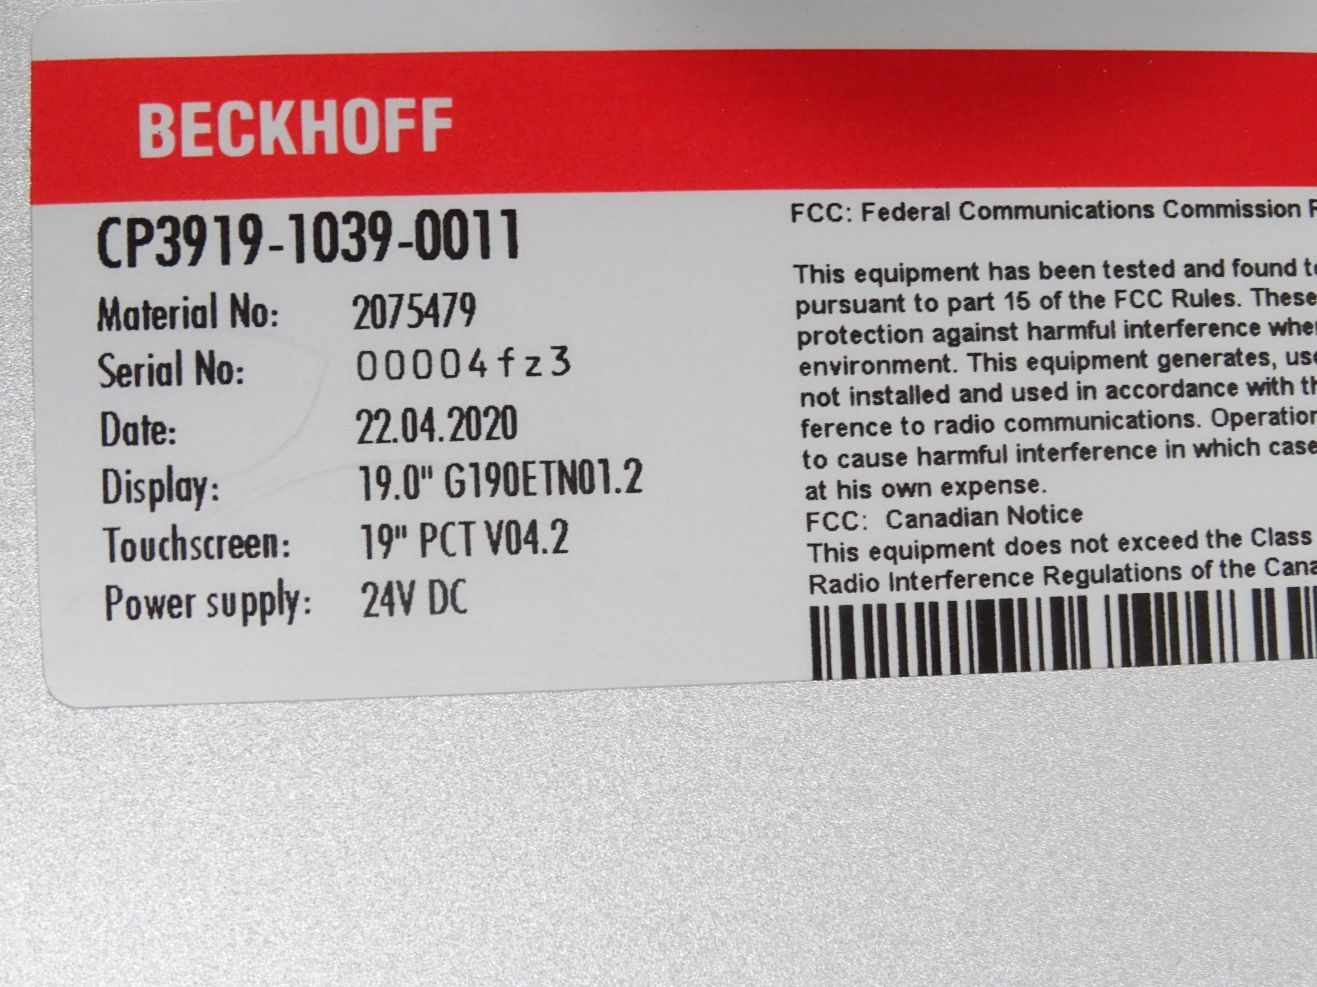 BECKHOFF
CP3919-1039-0011
Material No: 2075479
Serial No: 00004fz3
Date: 22.04.2020
Display: 19.0" G190ETN01.2
Touchscreen: 19" PCT V04.2
Power supply: 24V DC
FCC: Federal Communications Commission
This equipment has been tested and found
pursuant to part 15 of the FCC Rules. These
protection against harmful interference
environment. This equipment generates,
not installed and used in accordance with
ference to radio communications. Operation
to cause harmful interference in which case
at his own expense.
FCC: Canadian Notice
This equipment does not exceed the Class
Radio Interference Regulations of the